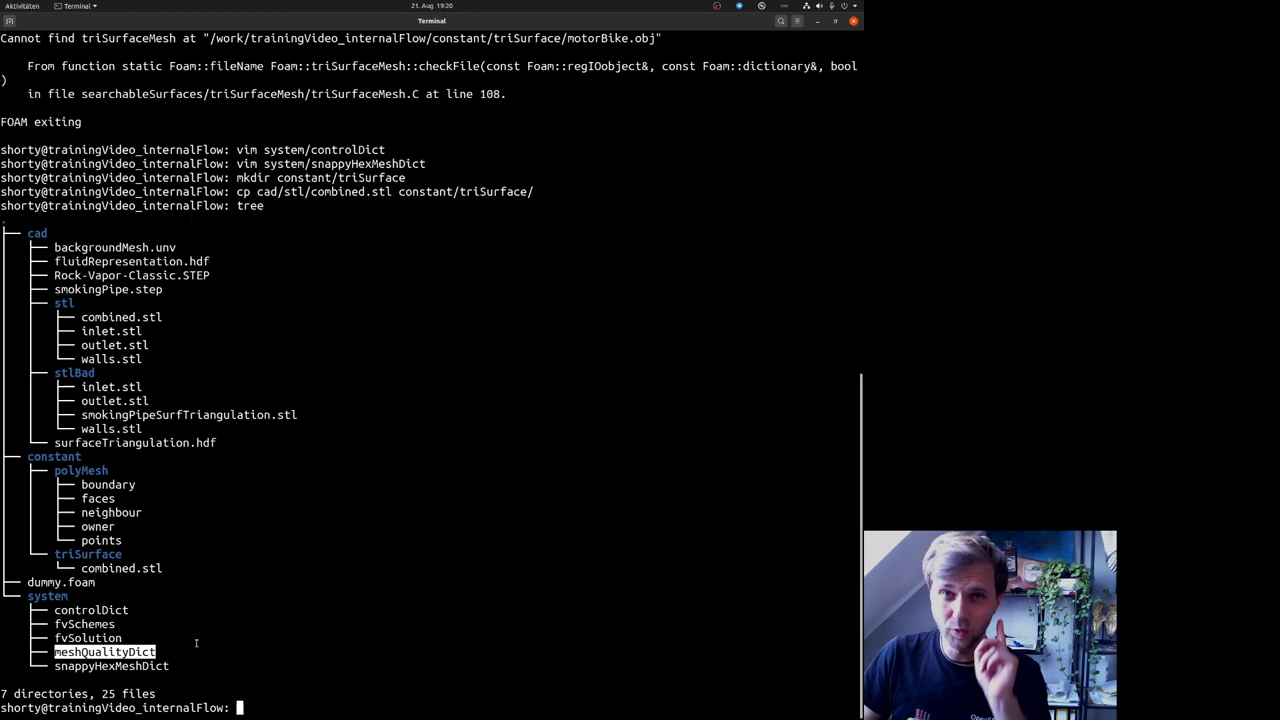 Aktivitäten Terminal 21. Aug 19:20
Terminal
Cannot find triSurfaceMesh at "/work/trainingVideo_internalFlow/constant/triSurface/motorBike.obj"
From function static Foam::fileName Foam::triSurfaceMesh::checkFile(const Foam::regIOobject&, const Foam::dictionary&, bool
)
in file searchableSurfaces/triSurfaceMesh/triSurfaceMesh.C at line 108.
FOAM exiting
shorty@trainingVideo_internalFlow: vim system/controlDict
shorty@trainingVideo_internalFlow: vim system/snappyHexMeshDict
shorty@trainingVideo_internalFlow: mkdir constant/triSurface
shorty@trainingVideo_internalFlow: cp cad/stl/combined.stl constant/triSurface/
shorty@trainingVideo_internalFlow: tree
.
├── cad
│   ├── backgroundMesh.unv
│   ├── fluidRepresentation.hdf
│   ├── Rock-Vapor-Classic.STEP
│   ├── smokingPipe.step
│   ├── stl
│   │   ├── combined.stl
│   │   ├── inlet.stl
│   │   ├── outlet.stl
│   │   └── walls.stl
│   ├── stlBad
│   │   ├── inlet.stl
│   │   ├── outlet.stl
│   │   ├── smokingPipeSurfTriangulation.stl
│   │   └── walls.stl
│   └── surfaceTriangulation.hdf
├── constant
│   ├── polyMesh
│   │   ├── boundary
│   │   ├── faces
│   │   ├── neighbour
│   │   ├── owner
│   │   └── points
│   └── triSurface
│       └── combined.stl
├── dummy.foam
└── system
    ├── controlDict
    ├── fvSchemes
    ├── fvSolution
    ├── meshQualityDict
    └── snappyHexMeshDict
7 directories, 25 files
shorty@trainingVideo_internalFlow: